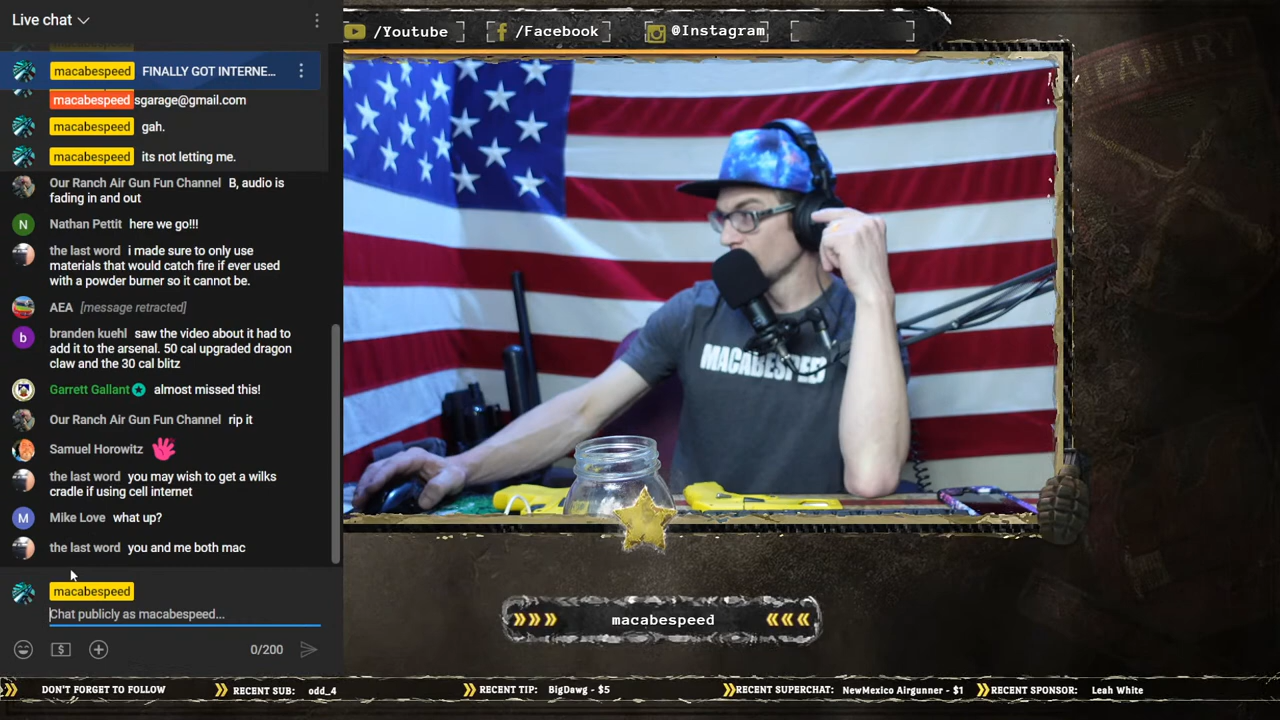 Live chat
/Youtube
/Facebook
@Instagram
macabespeed FINALLY GOT INTERNE...
macabespeed sgarage@gmail.com
macabespeed gah.
macabespeed its not letting me.
Our Ranch Air Gun Fun Channel B, audio is
fading in and out
N Nathan Pettit here we go!!!
the last word i made sure to only use
materials that would catch fire if ever used
with a powder burner so it cannot be.
AEA [message retracted]
b branden kuehl saw the video about it had to
add it to the arsenal. 50 cal upgraded dragon
claw and the 30 cal blitz
Garrett Gallant almost missed this!
Our Ranch Air Gun Fun Channel rip it
Samuel Horowitz
the last word you may wish to get a wilks
cradle if using cell internet
M Mike Love what up?
the last word you and me both mac
macabespeed
Chat publicly as macabespeed...
0/200
MACABESPEED
macabespeed
DON'T FORGET TO FOLLOW
RECENT SUB: odd_4
RECENT TIP: BigDawg - $5
RECENT SUPERCHAT: NewMexico Airgunner - $1
RECENT SPONSOR: Leah White